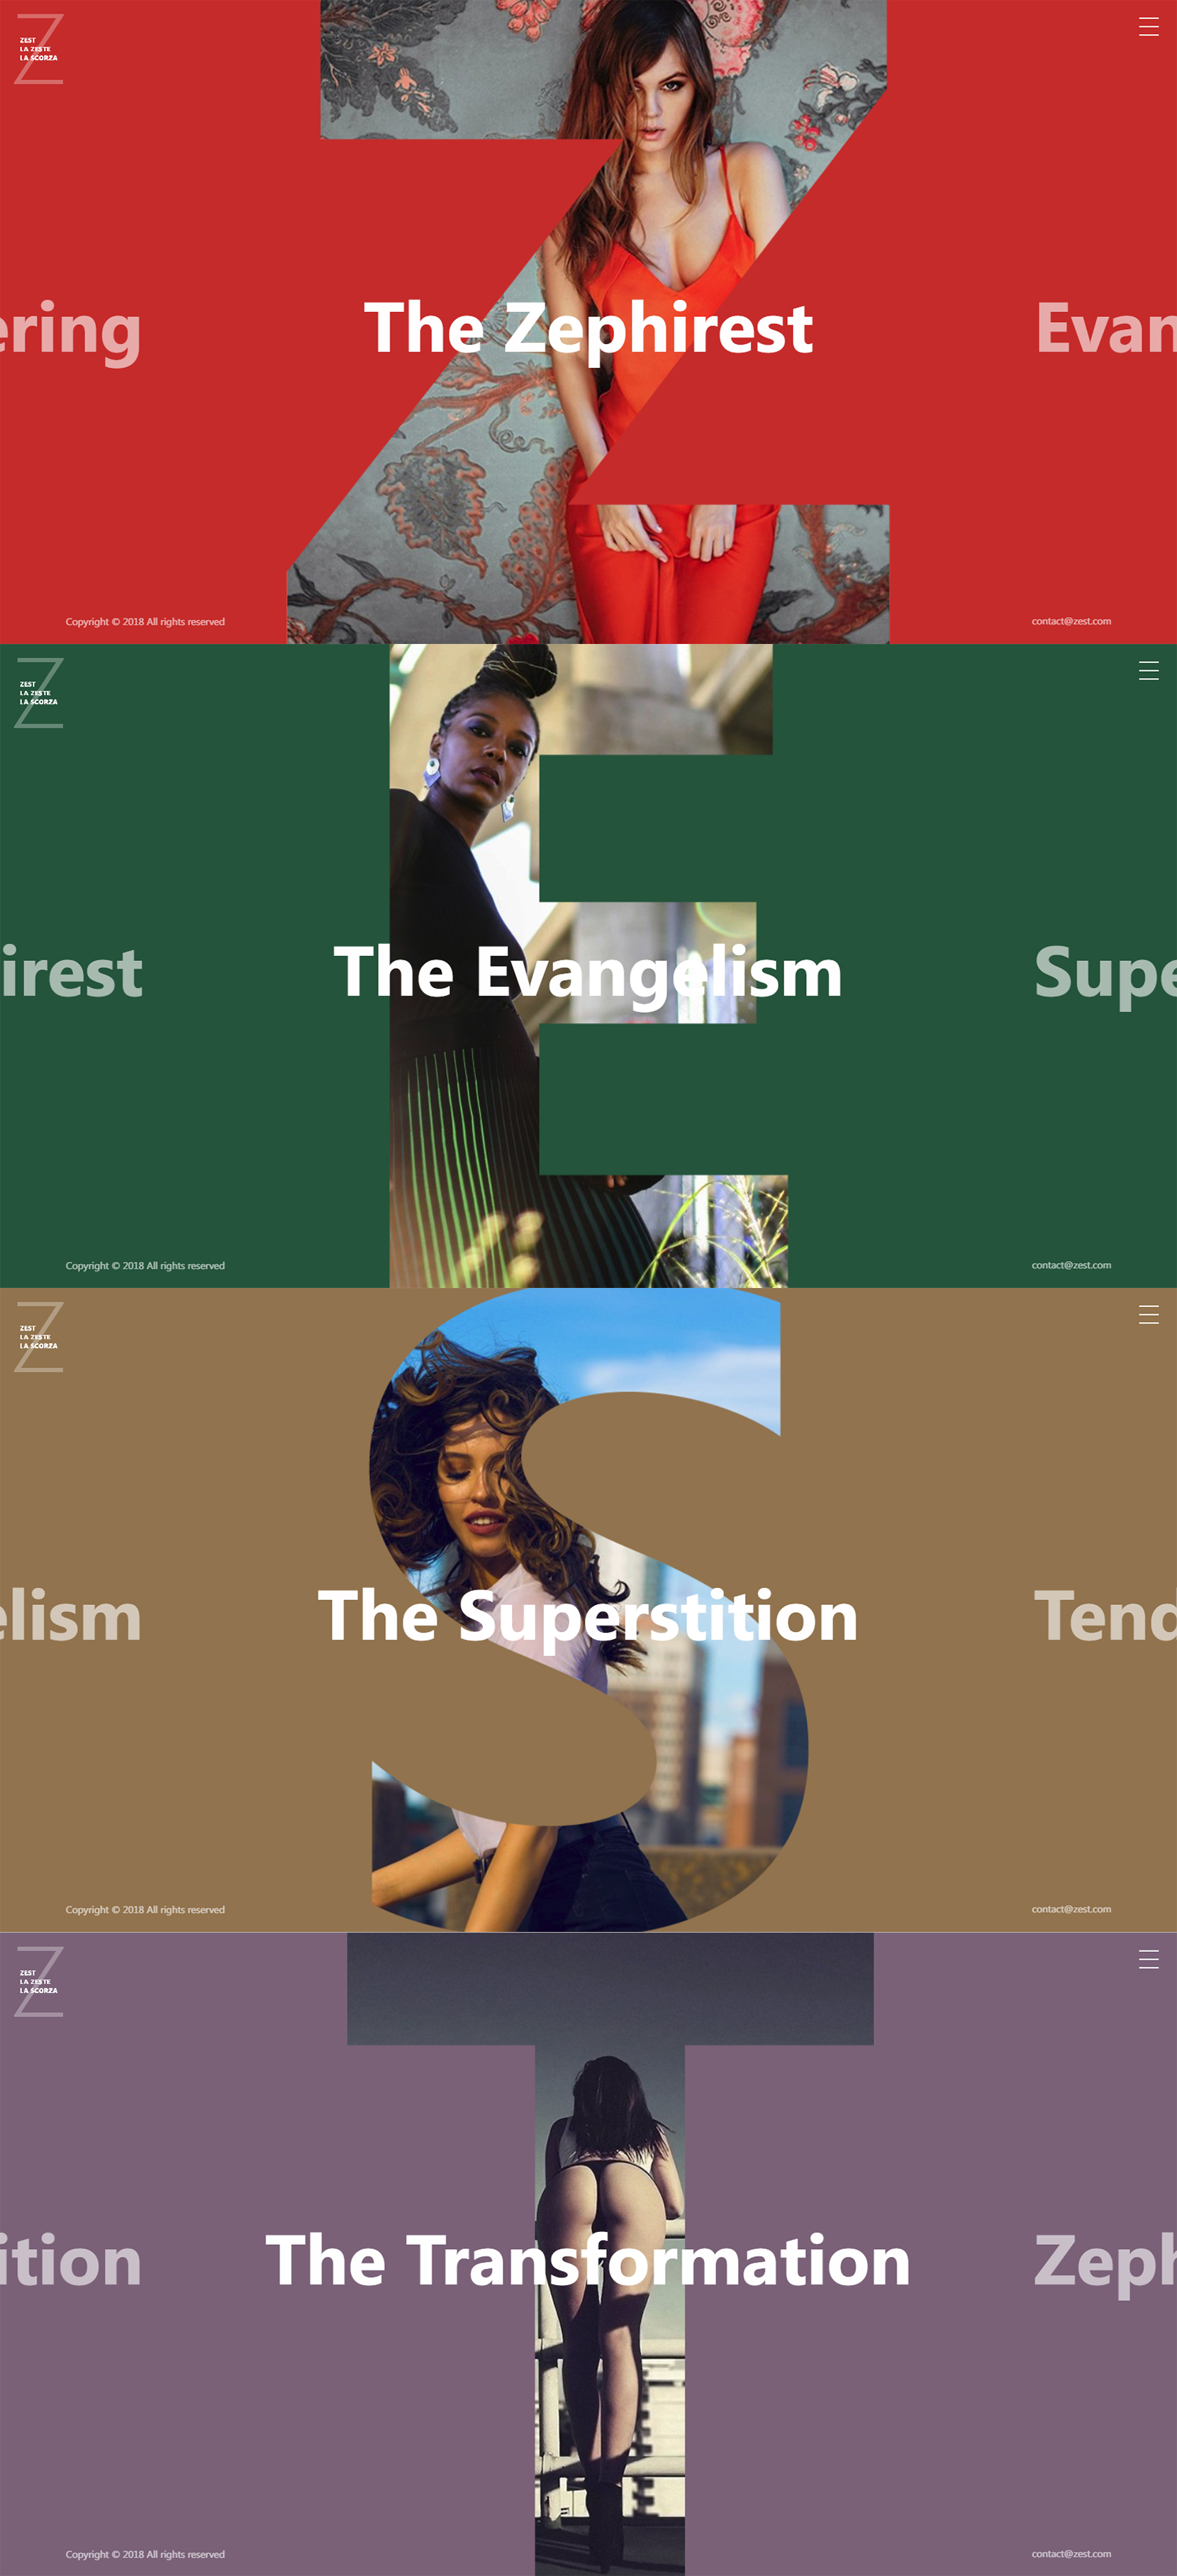 Z
ZEST
LA ZESTE
LA SCORZA
ering The Zephirest Evan
Copyright © 2018 All rights reserved contact@zest.com
Z
ZEST
LA ZESTE
LA SCORZA
E
irest The Evangelism Supe
Copyright © 2018 All rights reserved contact@zest.com
Z
ZEST
LA ZESTE
LA SCORZA
S
elism The Superstition Tend
Copyright © 2018 All rights reserved contact@zest.com
Z
ZEST
LA ZESTE
LA SCORZA
T
ition The Transformation Zeph
Copyright © 2018 All rights reserved contact@zest.com